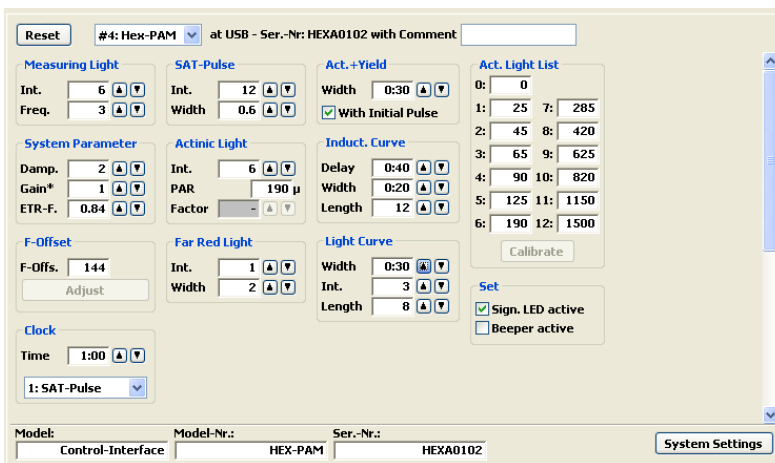 Reset #4: Hex-PAM at USB - Ser.-Nr: HEXA0102 with Comment
Measuring Light
Int. 6
Freq. 3
SAT-Pulse
Int. 12
Width 0.6
Act.+Yield
Width 0:30
With Initial Pulse
Act. Light List
0: 0
1: 25 7: 285
2: 45 8: 420
3: 65 9: 625
4: 90 10: 820
5: 125 11: 1150
6: 190 12: 1500
Calibrate
System Parameter
Damp. 2
Gain* 1
ETR-F. 0.84
Actinic Light
Int. 6
PAR 190 µ
Factor -
Induct. Curve
Delay 0:40
Width 0:20
Length 12
F-Offset
F-Offs. 144
Adjust
Far Red Light
Int. 1
Width 2
Light Curve
Width 0:30
Int. 3
Length 8
Set
Sign. LED active
Beeper active
Clock
Time 1:00
1: SAT-Pulse
Model: Model-Nr.: Ser.-Nr.:
Control-Interface HEX-PAM HEXA0102
System Settings